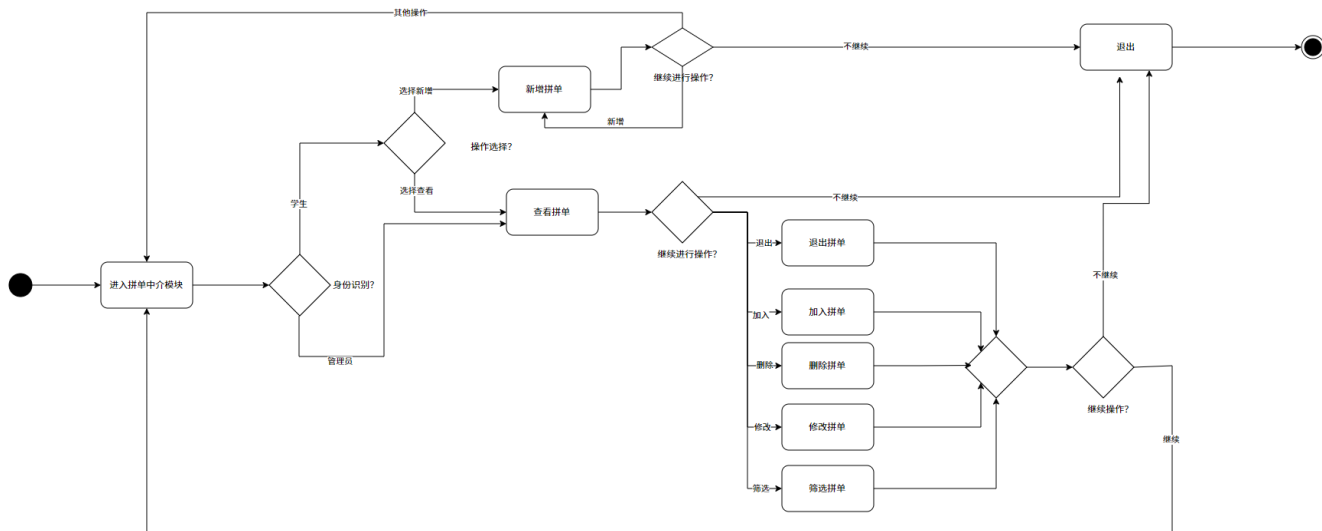 其他操作
不继续
退出
选择新增
新增拼单
继续进行操作？
新增
操作选择？
学生
选择查看
查看拼单
不继续
继续进行操作？
退出
退出拼单
进入拼单中介模块
身份识别？
不继续
加入
加入拼单
管理员
删除
删除拼单
继续操作？
修改
修改拼单
继续
筛选
筛选拼单